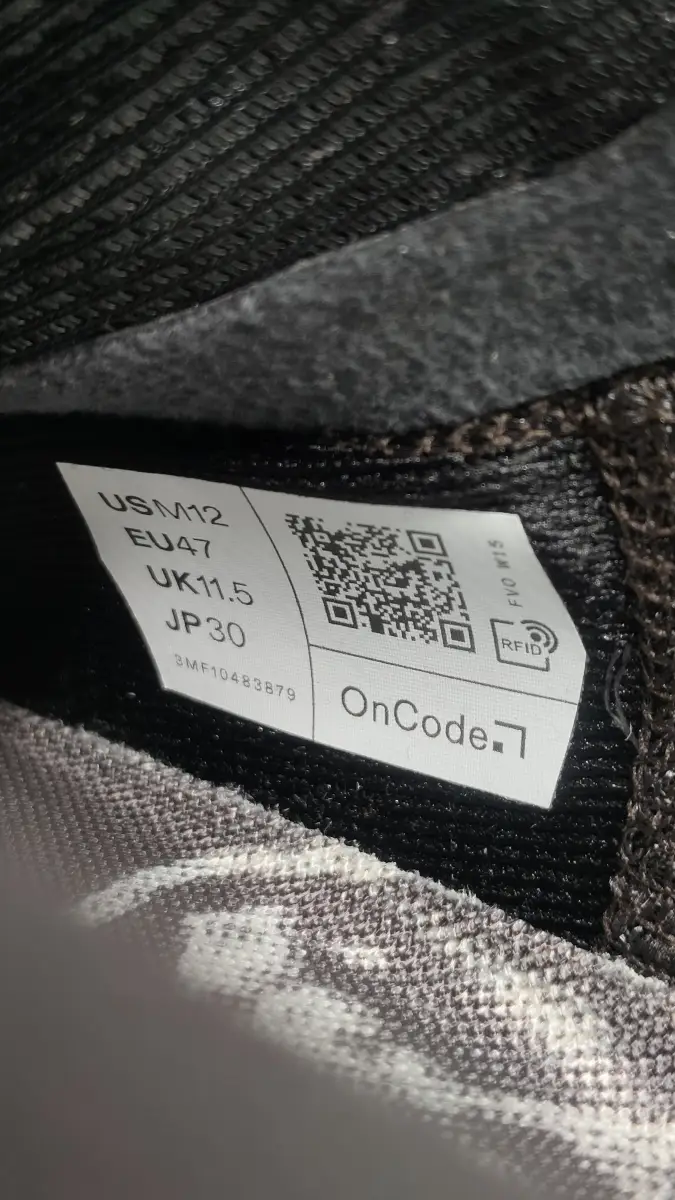 USM12
EU47
UK11.5
JP30
3MF10483879
FVO W15
RFID
OnCode